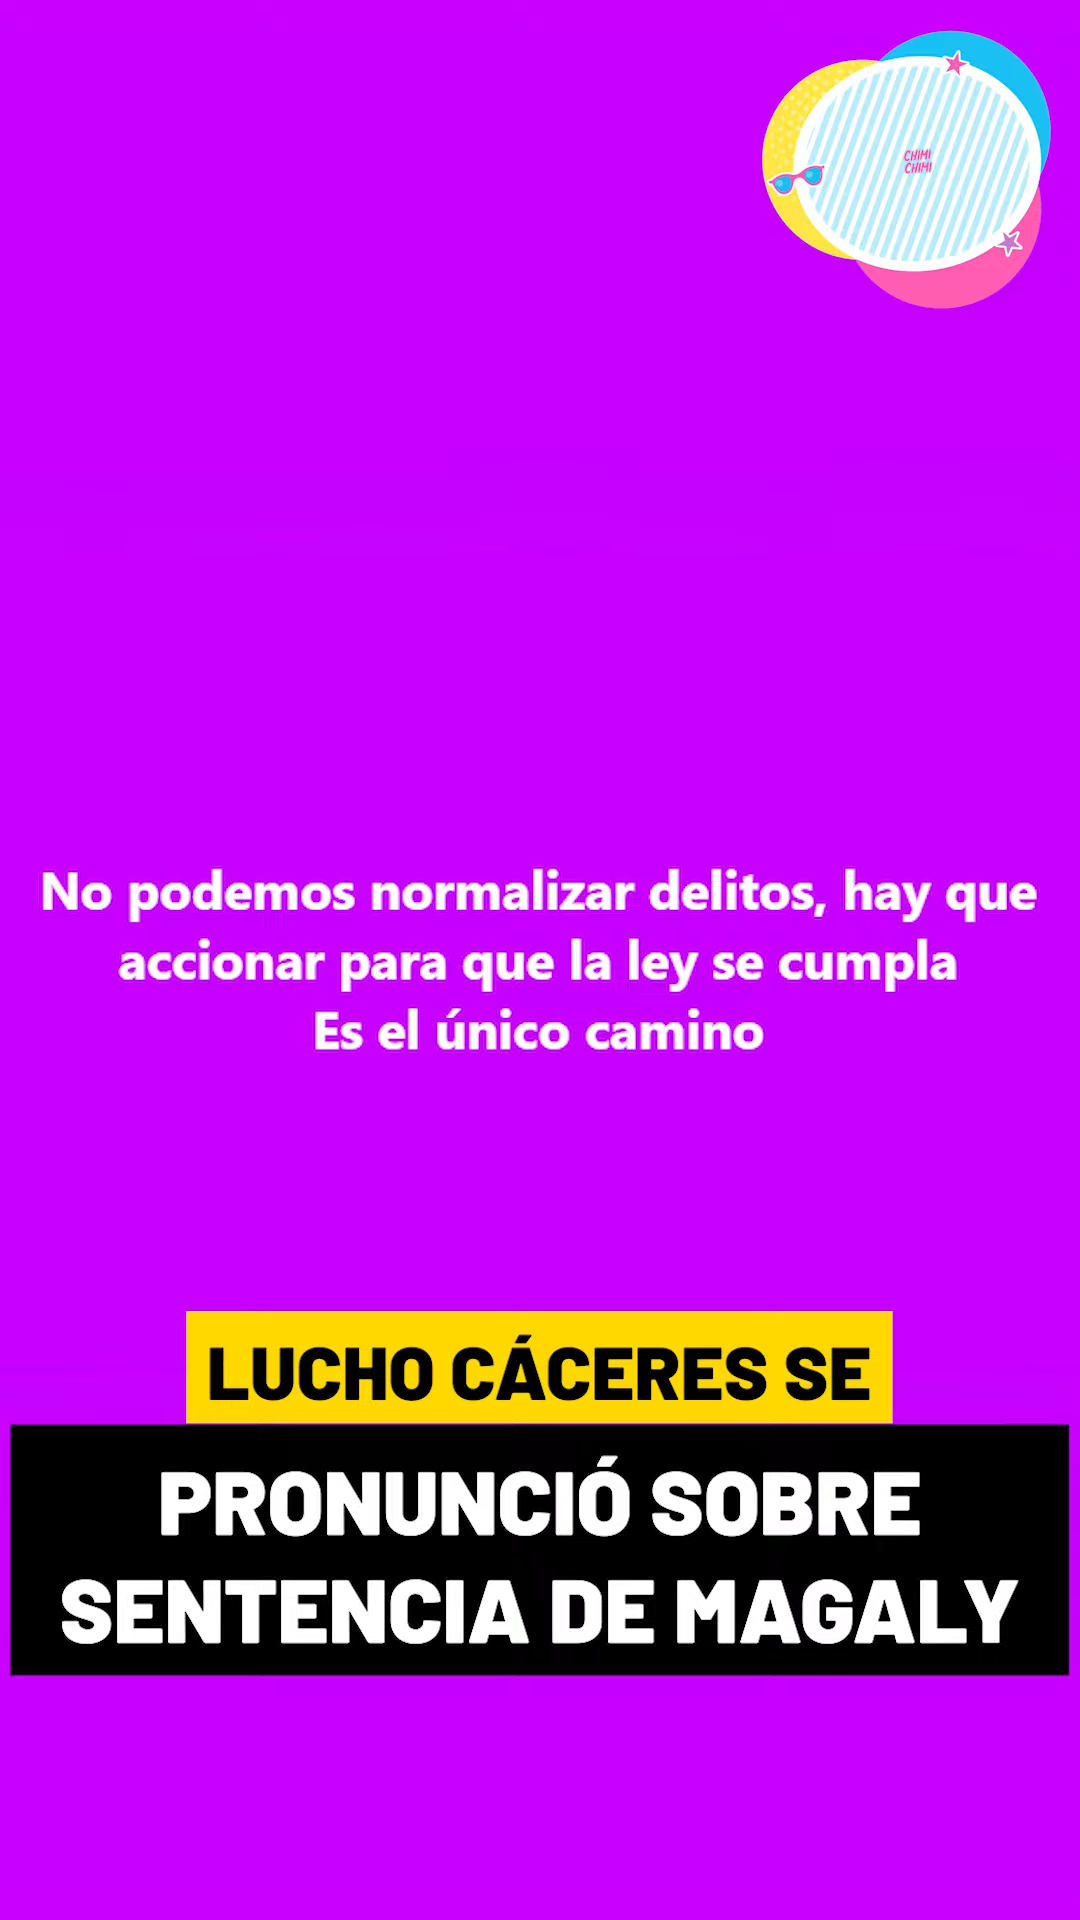 CHIMI
CHIMI
No podemos normalizar delitos, hay que
accionar para que la ley se cumpla
Es el único camino
LUCHO CÁCERES SE
PRONUNCIÓ SOBRE
SENTENCIA DE MAGALY